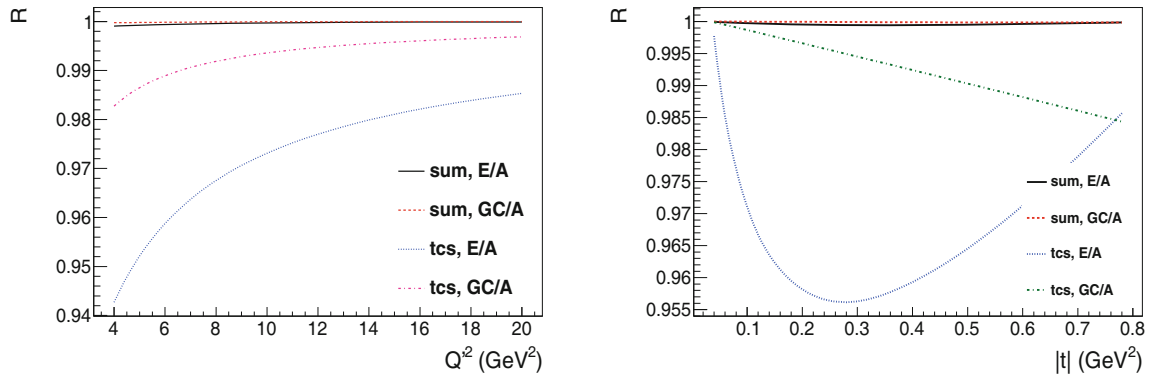 R
1
0.99
0.98
0.97
0.96
0.95
0.94
sum, E/A
sum, GC/A
tcs, E/A
tcs, GC/A
4 6 8 10 12 14 16 18 20
Q'² (GeV²)
R
1
0.995
0.99
0.985
0.98
0.975
0.97
0.965
0.96
0.955
sum, E/A
sum, GC/A
tcs, E/A
tcs, GC/A
0.1 0.2 0.3 0.4 0.5 0.6 0.7 0.8
|t| (GeV²)